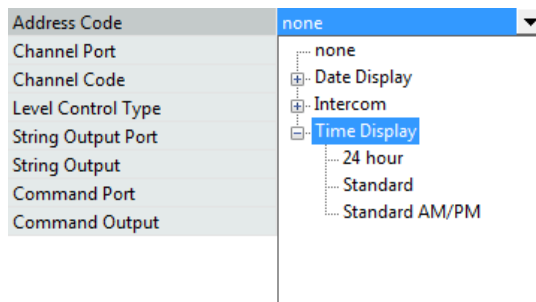 Address Code none
Channel Port none
Channel Code Date Display
Level Control Type Intercom
String Output Port Time Display
String Output 24 hour
Command Port Standard
Command Output Standard AM/PM